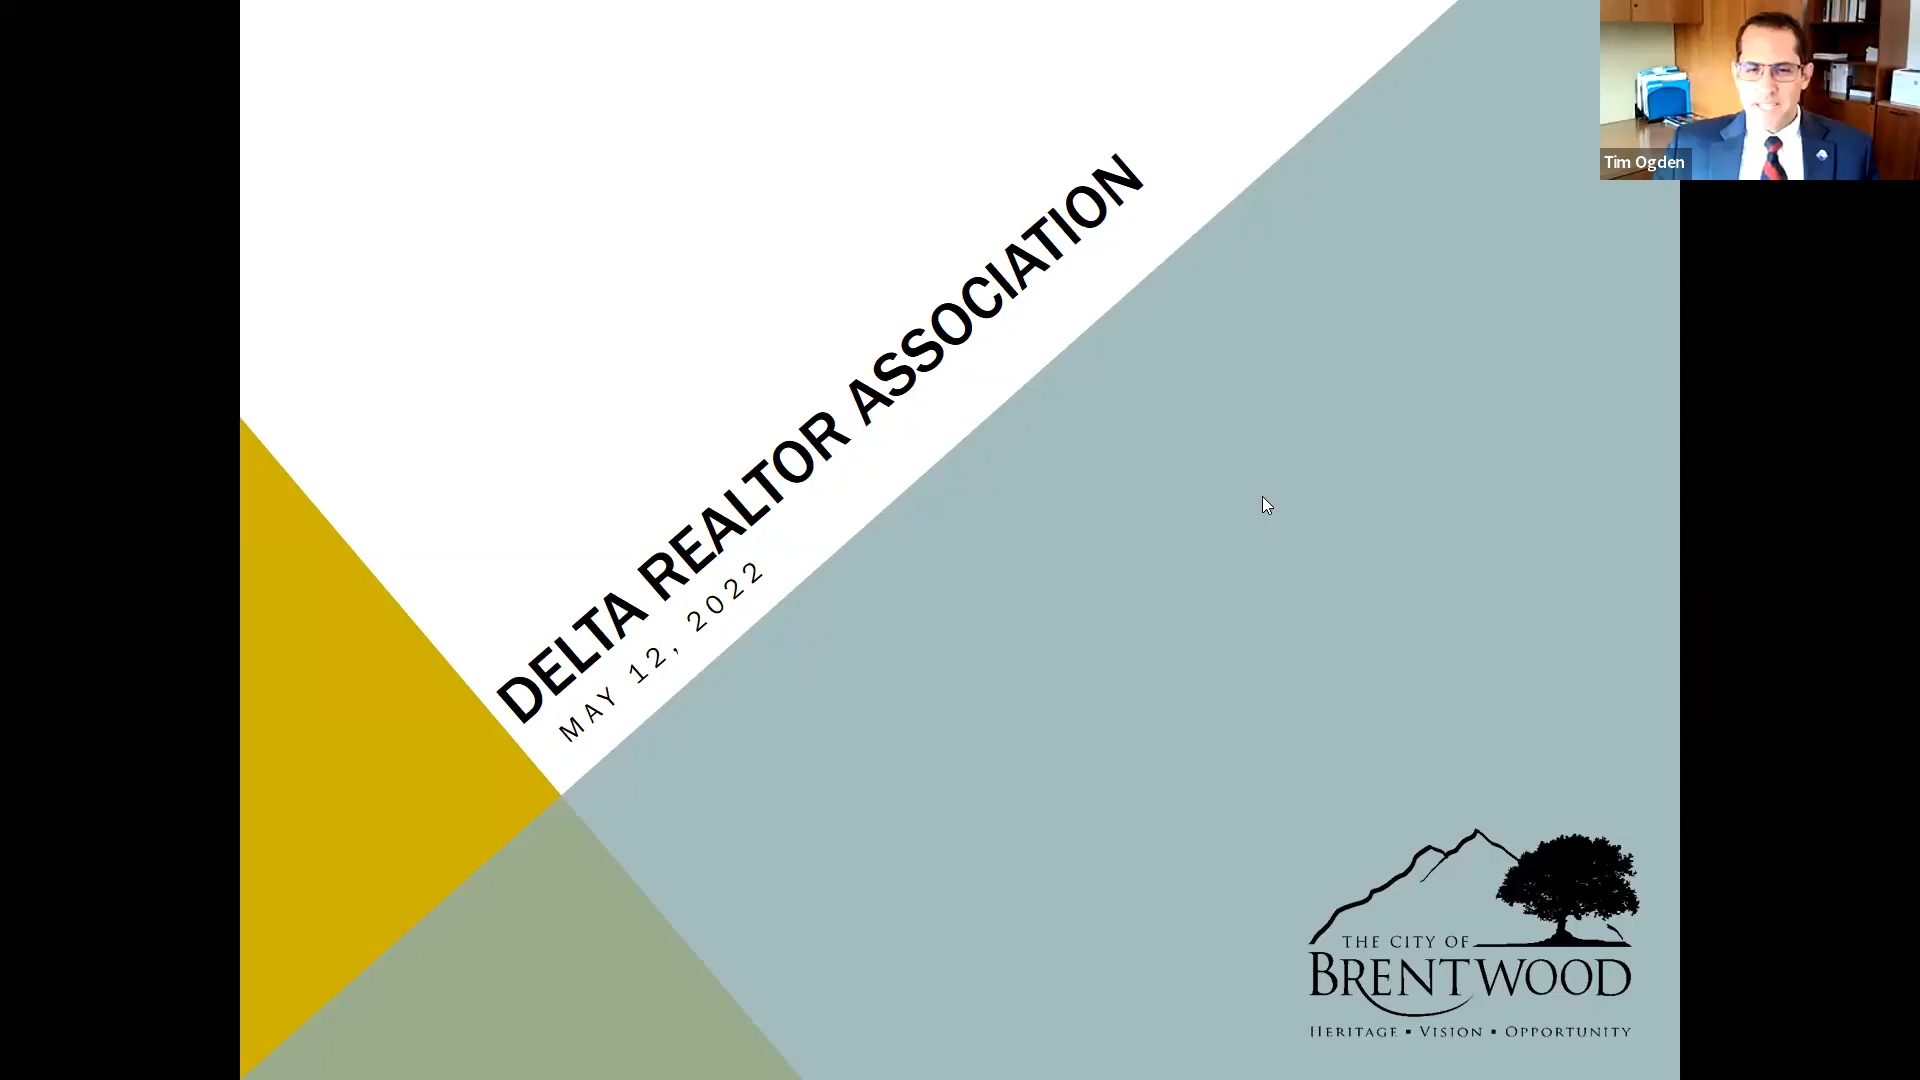 Tim Ogden
DELTA REALTOR ASSOCIATION
MAY 12, 2022
THE CITY OF
BRENTWOOD
HERITAGE ▪ VISION ▪ OPPORTUNITY